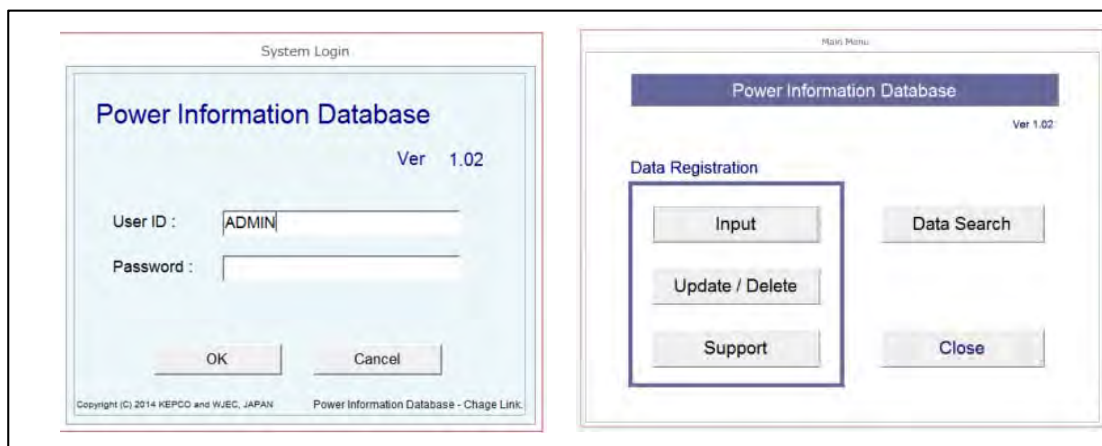 System Login
Power Information Database
Ver 1.02
User ID :
ADMIN
Password :
OK
Cancel
Copyright (C) 2014 KEPCO and WJEC, JAPAN
Power Information Database - Chage Link.
Main Menu
Power Information Database
Ver 1.02
Data Registration
Input
Data Search
Update / Delete
Support
Close